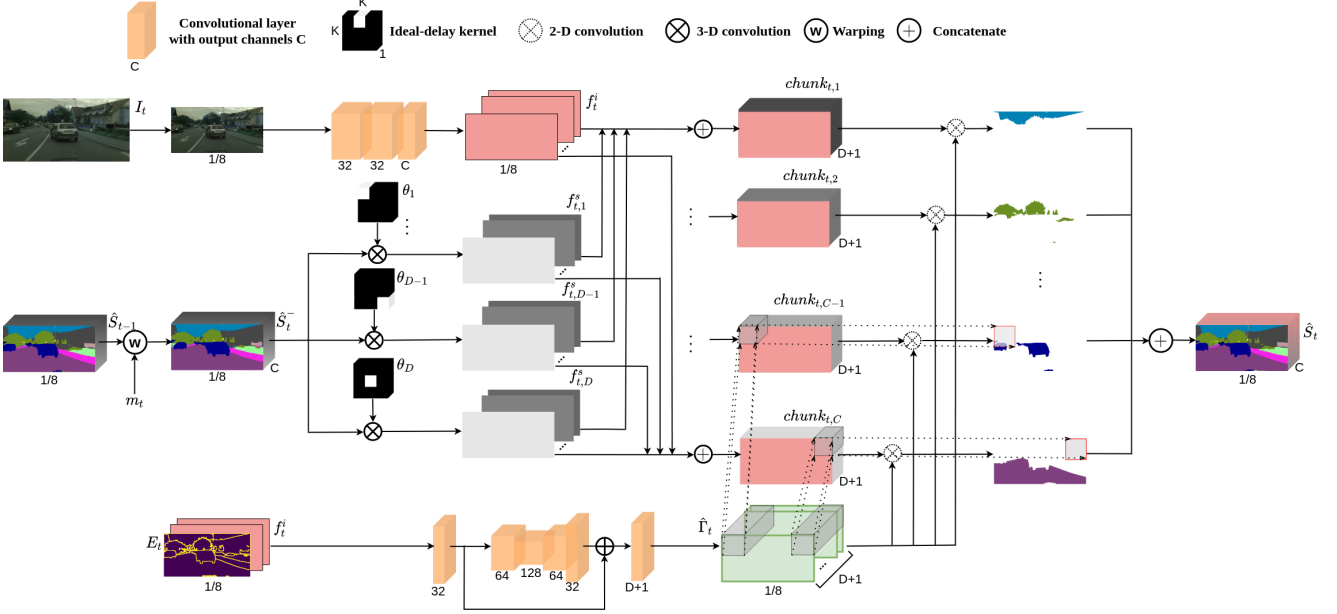 K
K
1
C
Convolutional layer
with output channels C
Ideal-delay kernel
2-D convolution
3-D convolution
W
Warping
Concatenate
I_t
1/8
32
32
C
f_t^i
1/8
chunk_{t,1}
D+1
θ_1
⋮
f_{t,1}^s
chunk_{t,2}
D+1
⋮
⋮
θ_{D−1}
f_{t,D−1}^s
chunk_{t,C−1}
D+1
⋮
Ŝ_{t−1}
1/8
W
m_t
Ŝ_t^−
1/8
C
θ_D
f_{t,D}^s
chunk_{t,C}
D+1
Ŝ_t
1/8
C
E_t
f_t^i
1/8
32
64
128
64
32
D+1
Γ̂_t
1/8
D+1